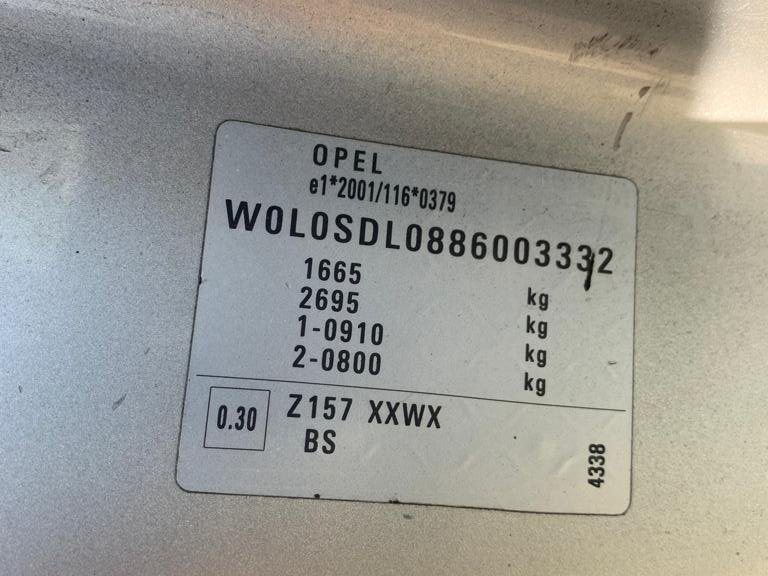 OPEL
e1*2001/116*0379
W0L0SDL0886003332
1665 kg
2695 kg
1-0910 kg
2-0800 kg
0.30 Z157 XXWX
BS
4338